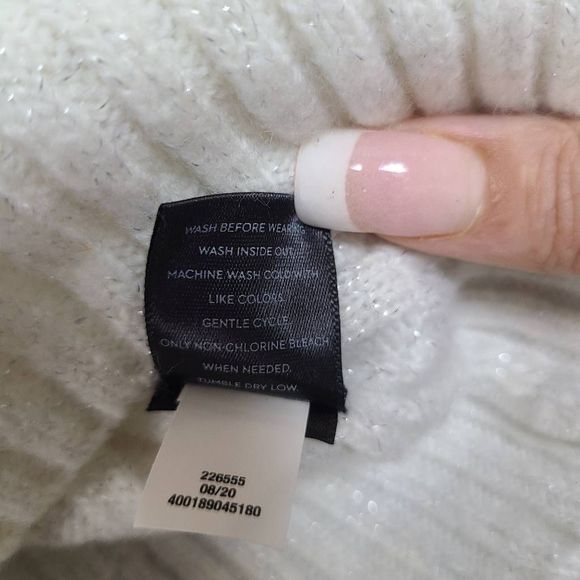 WASH BEFORE WEARING
WASH INSIDE OUT.
MACHINE WASH COLD WITH
LIKE COLORS.
GENTLE CYCLE.
ONLY NON-CHLORINE BLEACH
WHEN NEEDED.
TUMBLE DRY LOW.
226555
08/20
400189045180